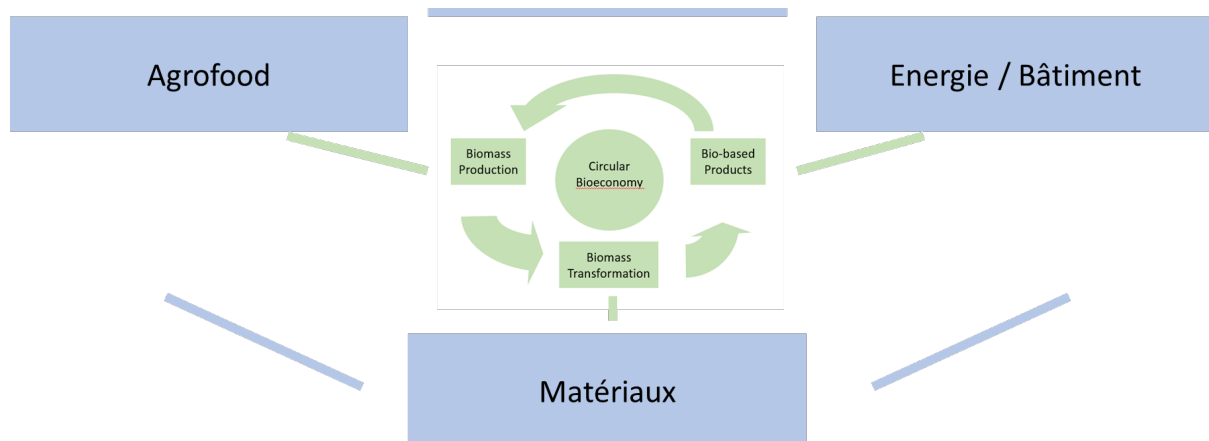 Agrofood
Energie / Bâtiment
Biomass
Production
Circular
Bioeconomy
Bio-based
Products
Biomass
Transformation
Matériaux